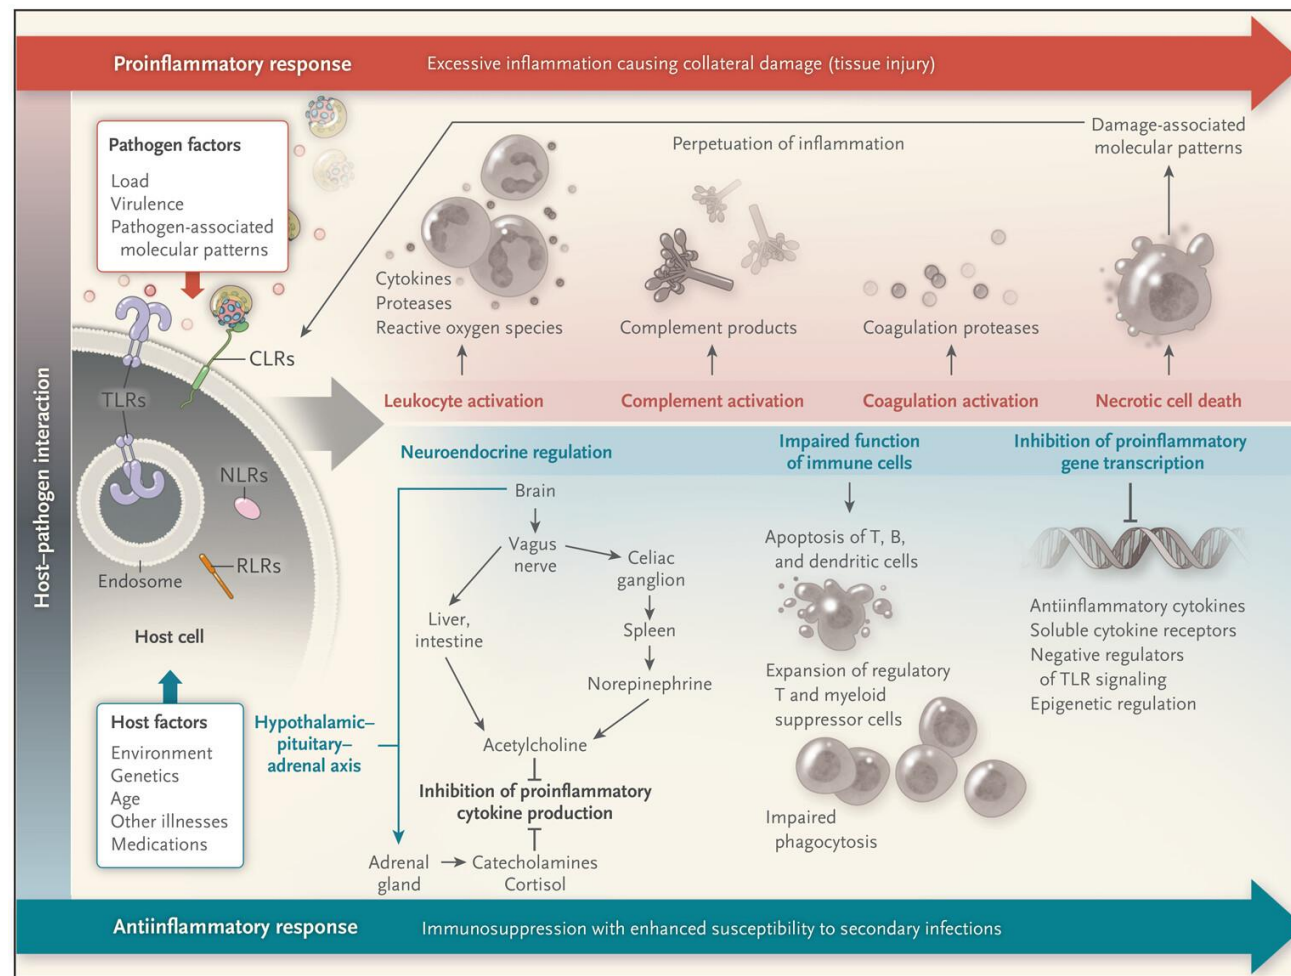 Proinflammatory response
Excessive inflammation causing collateral damage (tissue injury)
Host–pathogen interaction
Pathogen factors
Load
Virulence
Pathogen-associated
molecular patterns
Damage-associated
molecular patterns
Perpetuation of inflammation
Cytokines
Proteases
Reactive oxygen species
Complement products
Coagulation proteases
CLRs
TLRs
NLRs
RLRs
Endosome
Host cell
Leukocyte activation
Complement activation
Coagulation activation
Necrotic cell death
Neuroendocrine regulation
Impaired function
of immune cells
Inhibition of proinflammatory
gene transcription
Brain
Vagus
nerve
Celiac
ganglion
Liver,
intestine
Spleen
Norepinephrine
Acetylcholine
Inhibition of proinflammatory
cytokine production
Hypothalamic–
pituitary–
adrenal axis
Adrenal
gland
Catecholamines
Cortisol
Apoptosis of T, B,
and dendritic cells
Expansion of regulatory
T and myeloid
suppressor cells
Impaired
phagocytosis
Antiinflammatory cytokines
Soluble cytokine receptors
Negative regulators
of TLR signaling
Epigenetic regulation
Host factors
Environment
Genetics
Age
Other illnesses
Medications
Antiinflammatory response
Immunosuppression with enhanced susceptibility to secondary infections